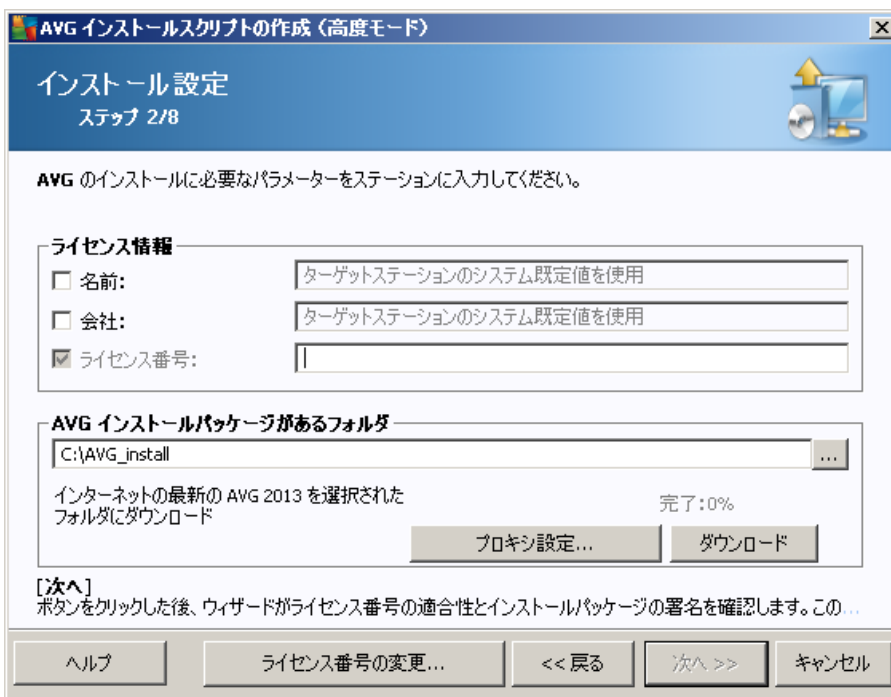 AVG インストールスクリプトの作成 (高度モード)
インストール設定
ステップ 2/8
AVG のインストールに必要なパラメーターをステーションに入力してください。
ライセンス情報
名前:
ターゲットステーションのシステム既定値を使用
会社:
ターゲットステーションのシステム既定値を使用
ライセンス番号:
AVG インストールパッケージがあるフォルダ
C:\AVG_install
...
インターネットの最新の AVG 2013 を選択された
フォルダにダウンロード
完了:0%
プロキシ設定...
ダウンロード
[次へ]
ボタンをクリックした後、ウィザードがライセンス番号の適合性とインストールパッケージの署名を確認します。この...
ヘルプ
ライセンス番号の変更...
<< 戻る
次へ >>
キャンセル